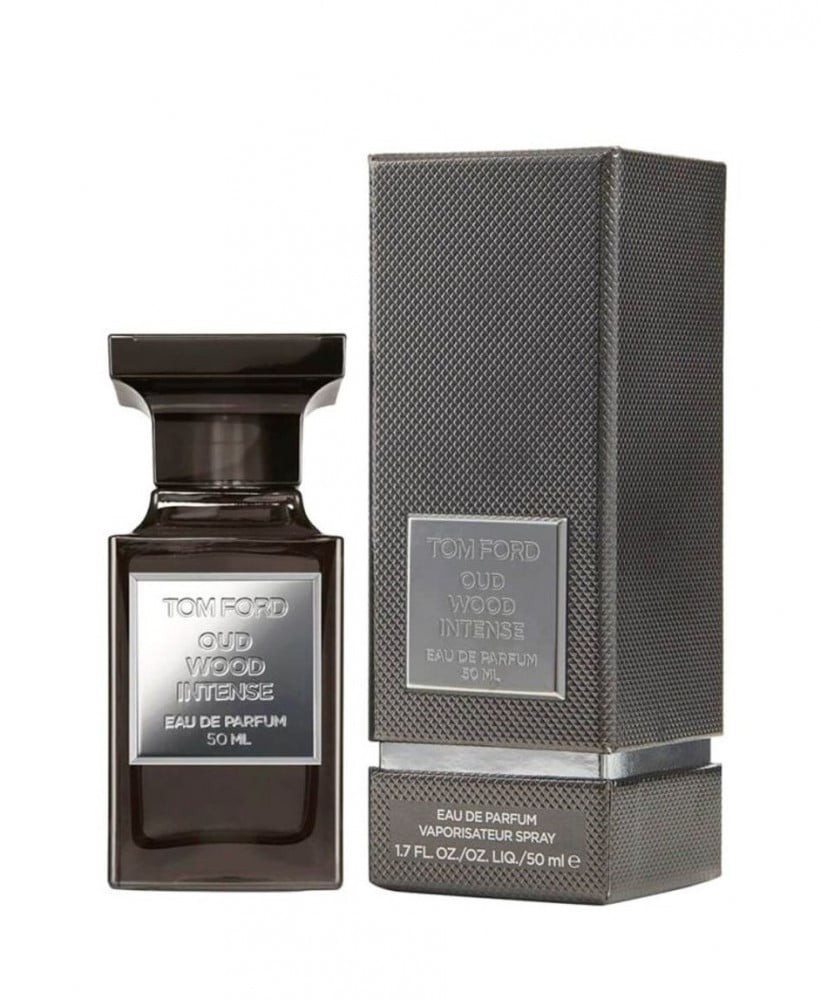 TOM FORD
OUD
WOOD
INTENSE
EAU DE PARFUM
50 ML
TOM FORD
OUD
WOOD
INTENSE
EAU DE PARFUM
50 ML
EAU DE PARFUM
VAPORISATEUR SPRAY
1.7 FL. OZ./OZ. LIQ./50 ml ℮